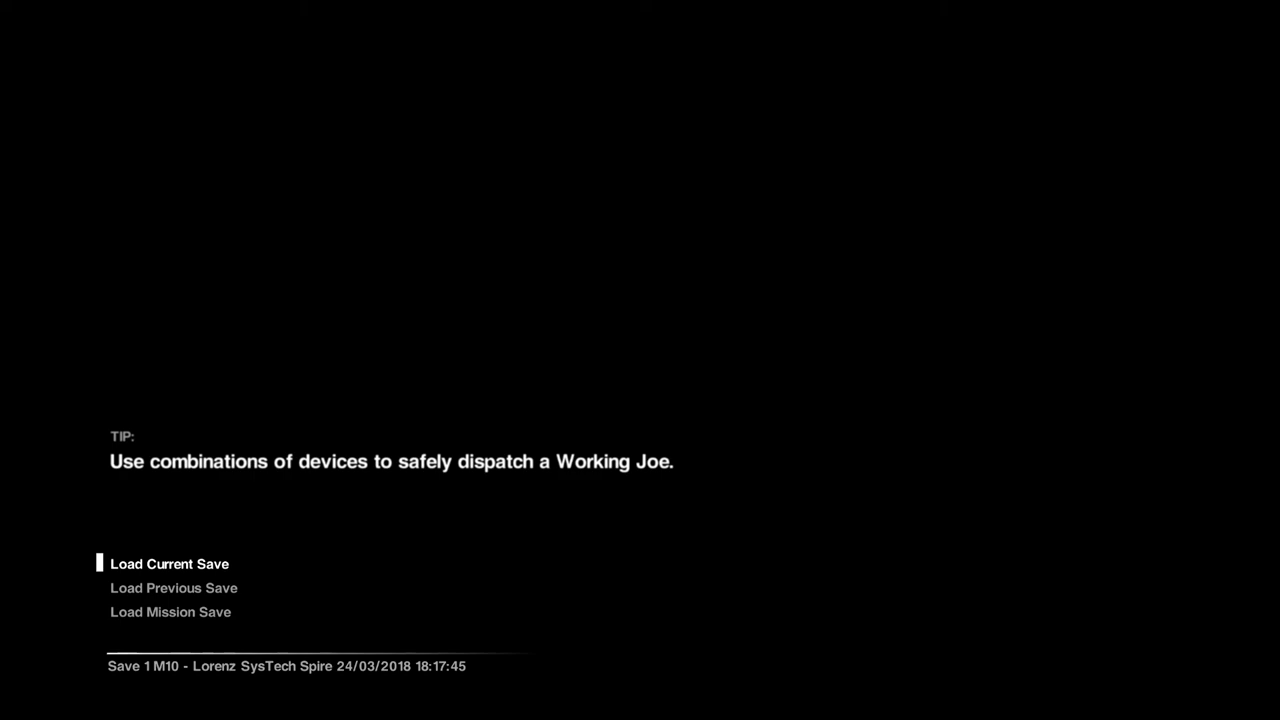 TIP:
Use combinations of devices to safely dispatch a Working Joe.
Load Current Save
Load Previous Save
Load Mission Save
Save 1 M10 - Lorenz SysTech Spire 24/03/2018 18:17:45